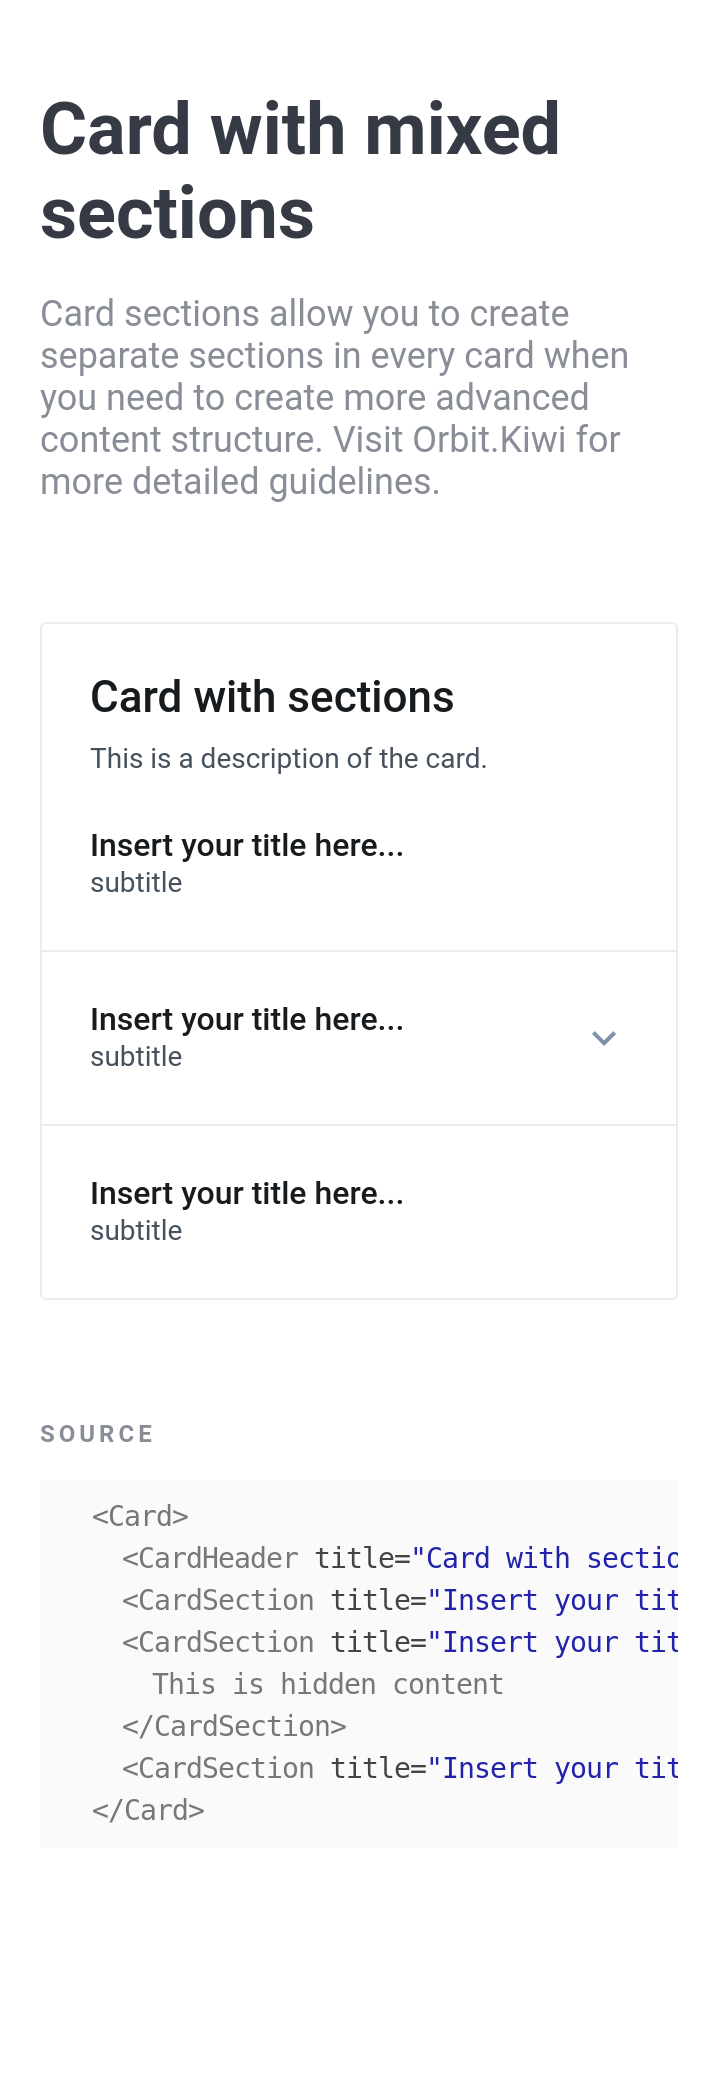 Card with mixed
sections
Card sections allow you to create
separate sections in every card when
you need to create more advanced
content structure. Visit Orbit.Kiwi for
more detailed guidelines.
Card with sections
This is a description of the card.
Insert your title here...
subtitle
Insert your title here...
subtitle
Insert your title here...
subtitle
SOURCE
<Card>
<CardHeader title="Card with sectio
<CardSection title="Insert your tit
<CardSection title="Insert your tit
This is hidden content
</CardSection>
<CardSection title="Insert your tit
</Card>